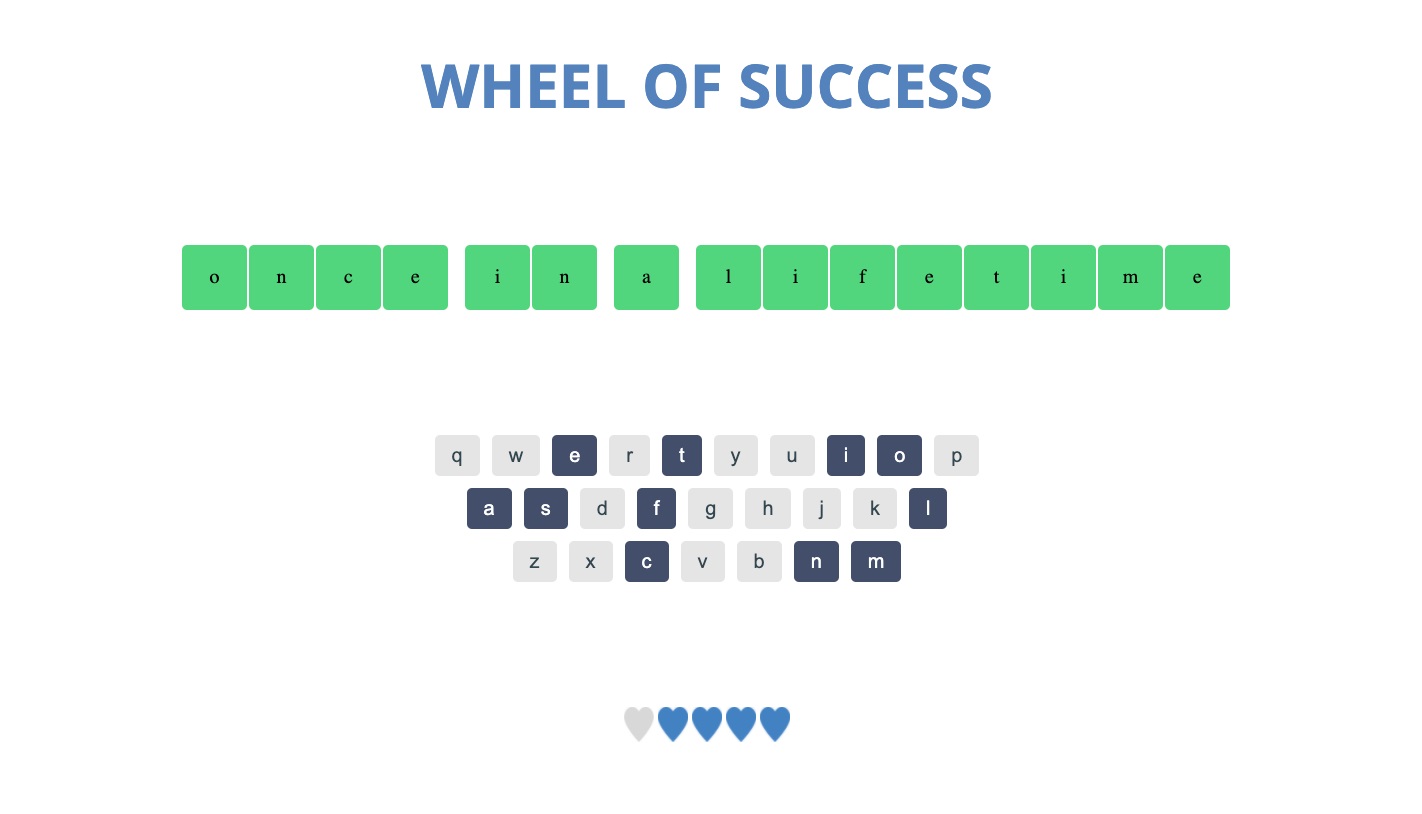 WHEEL OF SUCCESS
o n c e i n a l i f e t i m e
q w e r t y u i o p
a s d f g h j k l
z x c v b n m